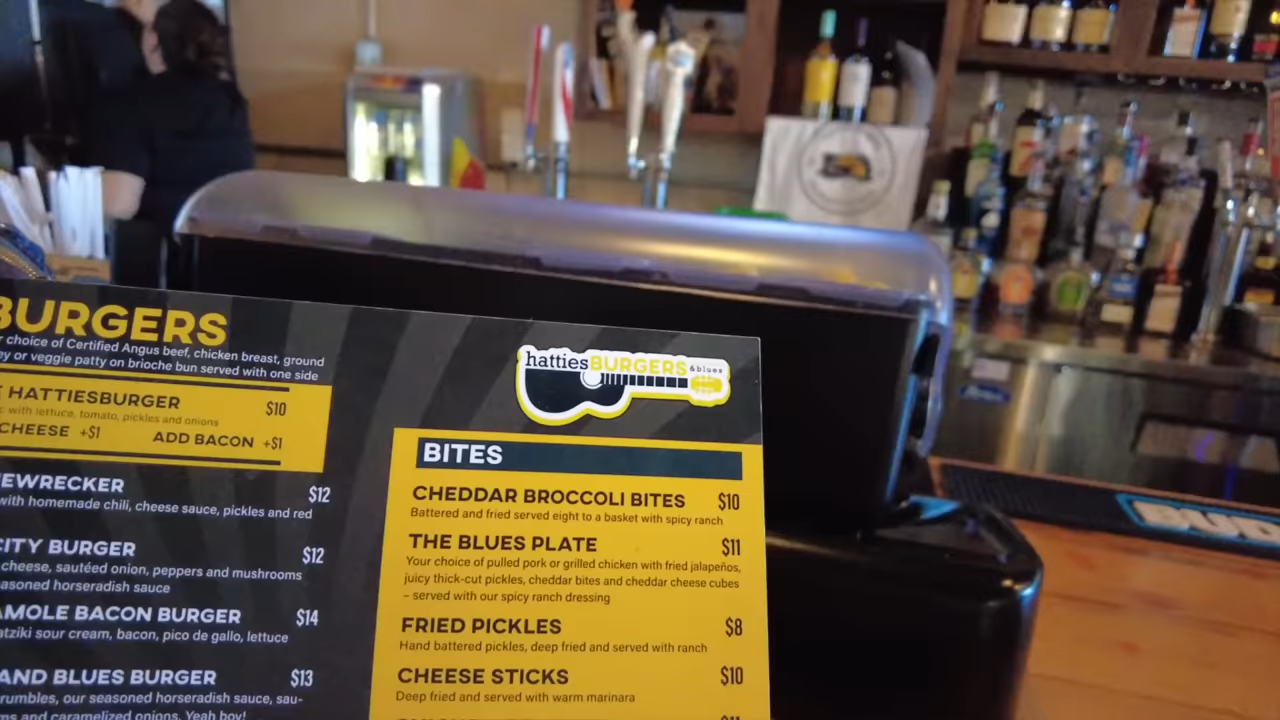 BURGERS
choice of Certified Angus beef, chicken breast, ground
or veggie patty on brioche bun served with one side
HATTIESBURGER $10
with lettuce, tomato, pickles and onions
CHEESE +$1 ADD BACON +$1
EWRECKER $12
with homemade chili, cheese sauce, pickles and red
CITY BURGER $12
cheese, sautéed onion, peppers and mushrooms
easoned horseradish sauce
AMOLE BACON BURGER $14
atziki sour cream, bacon, pico de gallo, lettuce
AND BLUES BURGER $13
rumbles, our seasoned horseradish sauce, sau-
ms and caramelized onions. Yeah boy!
hattiesBURGERS & blues
BITES
CHEDDAR BROCCOLI BITES $10
Battered and fried served eight to a basket with spicy ranch
THE BLUES PLATE $11
Your choice of pulled pork or grilled chicken with fried jalapeños,
juicy thick-cut pickles, cheddar bites and cheddar cheese cubes
– served with our spicy ranch dressing
FRIED PICKLES $8
Hand battered pickles, deep fried and served with ranch
CHEESE STICKS $10
Deep fried and served with warm marinara
$11
BUD